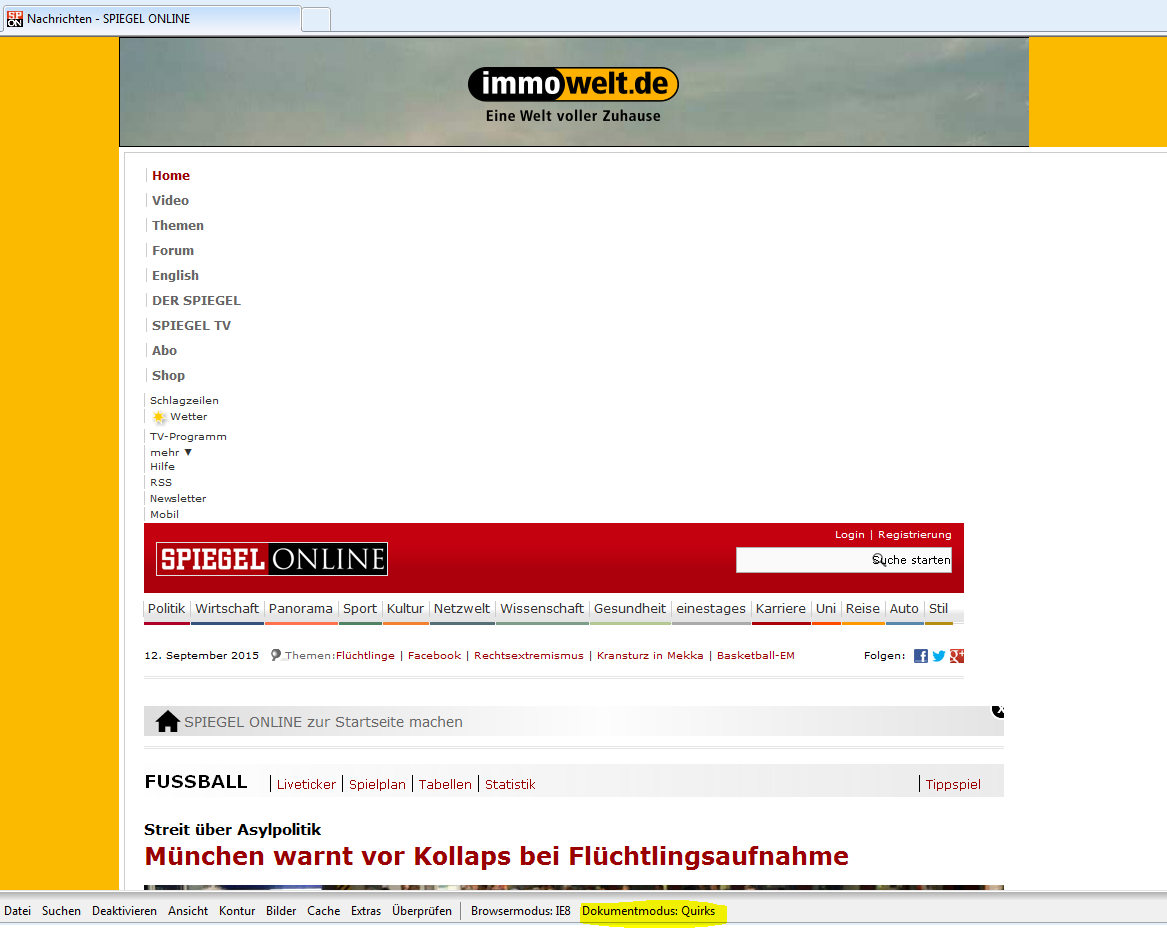 Nachrichten - SPIEGEL ONLINE
immowelt.de
Eine Welt voller Zuhause
Home
Video
Themen
Forum
English
DER SPIEGEL
SPIEGEL TV
Abo
Shop
Schlagzeilen
Wetter
TV-Programm
mehr ▼
Hilfe
RSS
Newsletter
Mobil
Login | Registrierung
SPIEGEL ONLINE
Suche starten
Politik Wirtschaft Panorama Sport Kultur Netzwelt Wissenschaft Gesundheit einestages Karriere Uni Reise Auto Stil
12. September 2015 Themen:Flüchtlinge | Facebook | Rechtsextremismus | Kransturz in Mekka | Basketball-EM Folgen:
SPIEGEL ONLINE zur Startseite machen
FUSSBALL | Liveticker | Spielplan | Tabellen | Statistik | Tippspiel
Streit über Asylpolitik
München warnt vor Kollaps bei Flüchtlingsaufnahme
Datei Suchen Deaktivieren Ansicht Kontur Bilder Cache Extras Überprüfen | Browsermodus: IE8 Dokumentmodus: Quirks